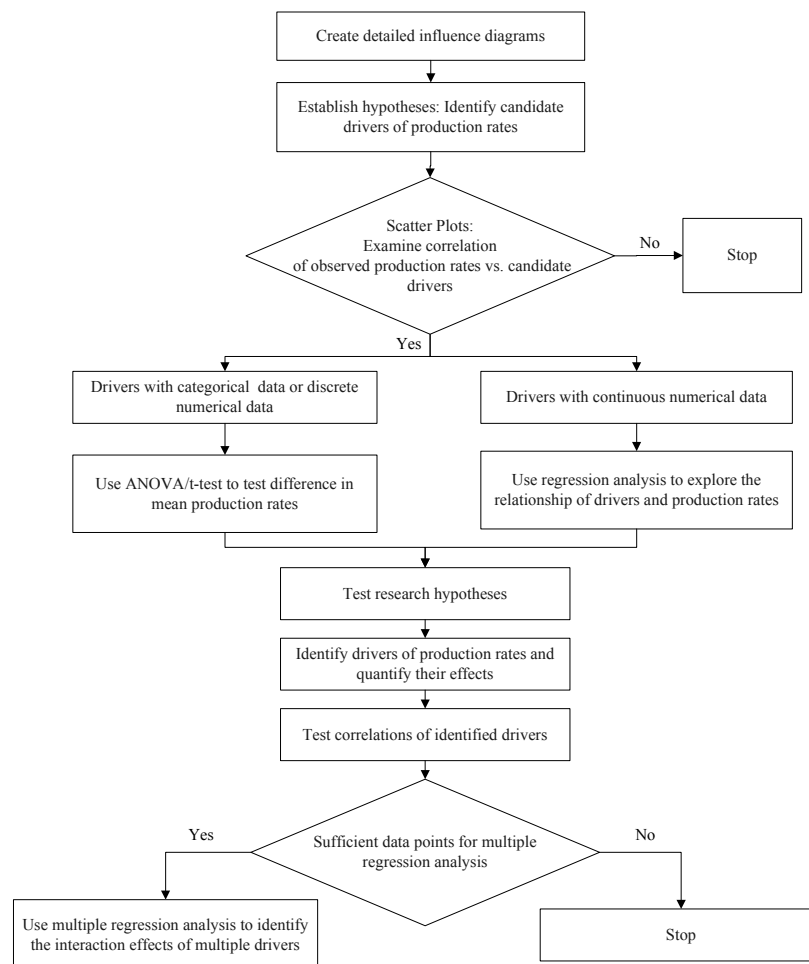 Create detailed influence diagrams
Establish hypotheses: Identify candidate
drivers of production rates
Scatter Plots:
Examine correlation
of observed production rates vs. candidate
drivers
No
Stop
Yes
Drivers with categorical data or discrete
numerical data
Drivers with continuous numerical data
Use ANOVA/t-test to test difference in
mean production rates
Use regression analysis to explore the
relationship of drivers and production rates
Test research hypotheses
Identify drivers of production rates and
quantify their effects
Test correlations of identified drivers
Yes
Sufficient data points for multiple
regression analysis
No
Use multiple regression analysis to identify
the interaction effects of multiple drivers
Stop